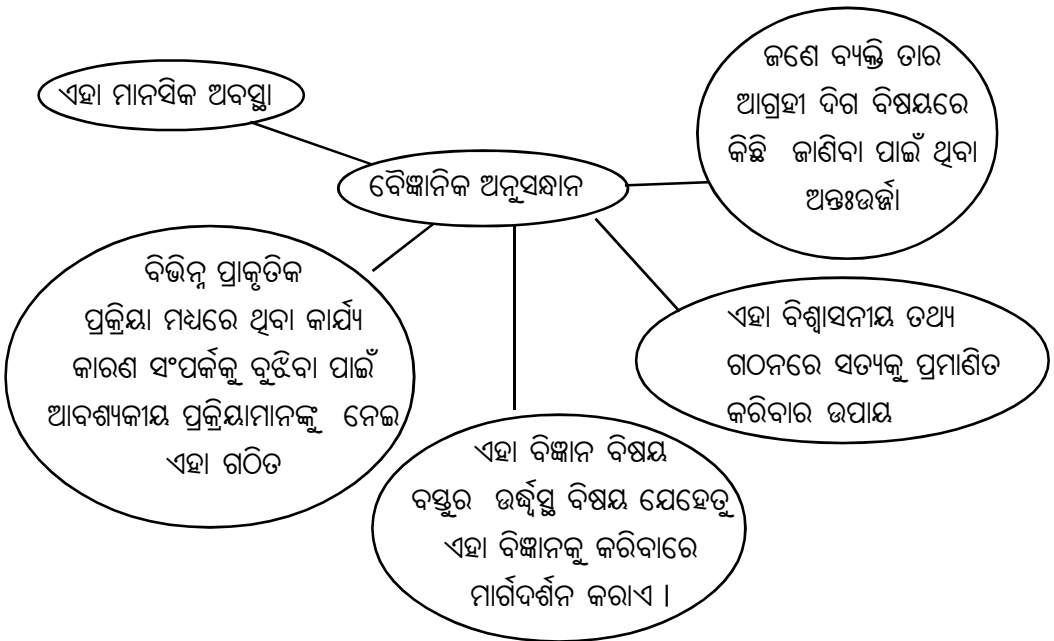 ଏହା ମାନସିକ ଅବସ୍ଥା
ଜଣେ ବ୍ୟକ୍ତି ତାର
ଆଗ୍ରହୀ ଦିଗ ବିଷୟରେ
କିଛି ଜାଣିବା ପାଇଁ ଥିବା
ଅନ୍ତଃଉର୍ଜ୍ଜା
ବୈଜ୍ଞାନିକ ଅନୁସନ୍ଧାନ
ବିଭିନ୍ନ ପ୍ରାକୃତିକ
ପ୍ରକ୍ରିୟା ମଧ୍ୟରେ ଥିବା କାର୍ଯ୍ୟ
କାରଣ ସଂପର୍କକୁ ବୁଝିବା ପାଇଁ
ଆବଶ୍ୟକୀୟ ପ୍ରକ୍ରିୟାମାନଙ୍କୁ ନେଇ
ଏହା ଗଠିତ
ଏହା ବିଶ୍ୱାସନୀୟ ତଥ୍ୟ
ଗଠନରେ ସତ୍ୟକୁ ପ୍ରମାଣିତ
କରିବାର ଉପାୟ
ଏହା ବିଜ୍ଞାନ ବିଷୟ
ବସ୍ତୁର ଉର୍ଦ୍ଧ୍ୱସ୍ଥ ବିଷୟ ଯେହେତୁ
ଏହା ବିଜ୍ଞାନକୁ କରିବାରେ
ମାର୍ଗଦର୍ଶନ କରାଏ ।